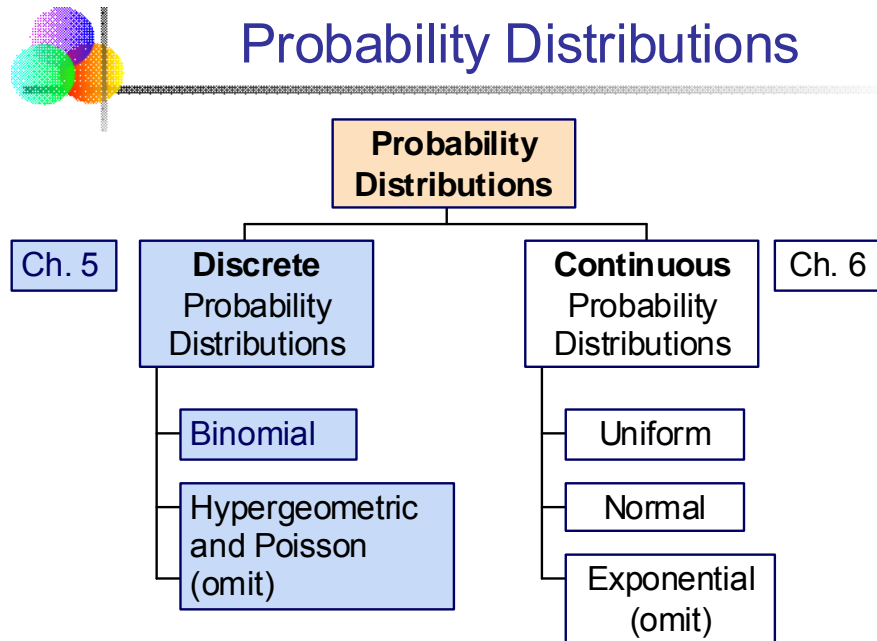 Probability Distributions
Probability
Distributions
Ch. 5
Discrete
Probability
Distributions
Continuous
Probability
Distributions
Ch. 6
Binomial
Hypergeometric
and Poisson
(omit)
Uniform
Normal
Exponential
(omit)